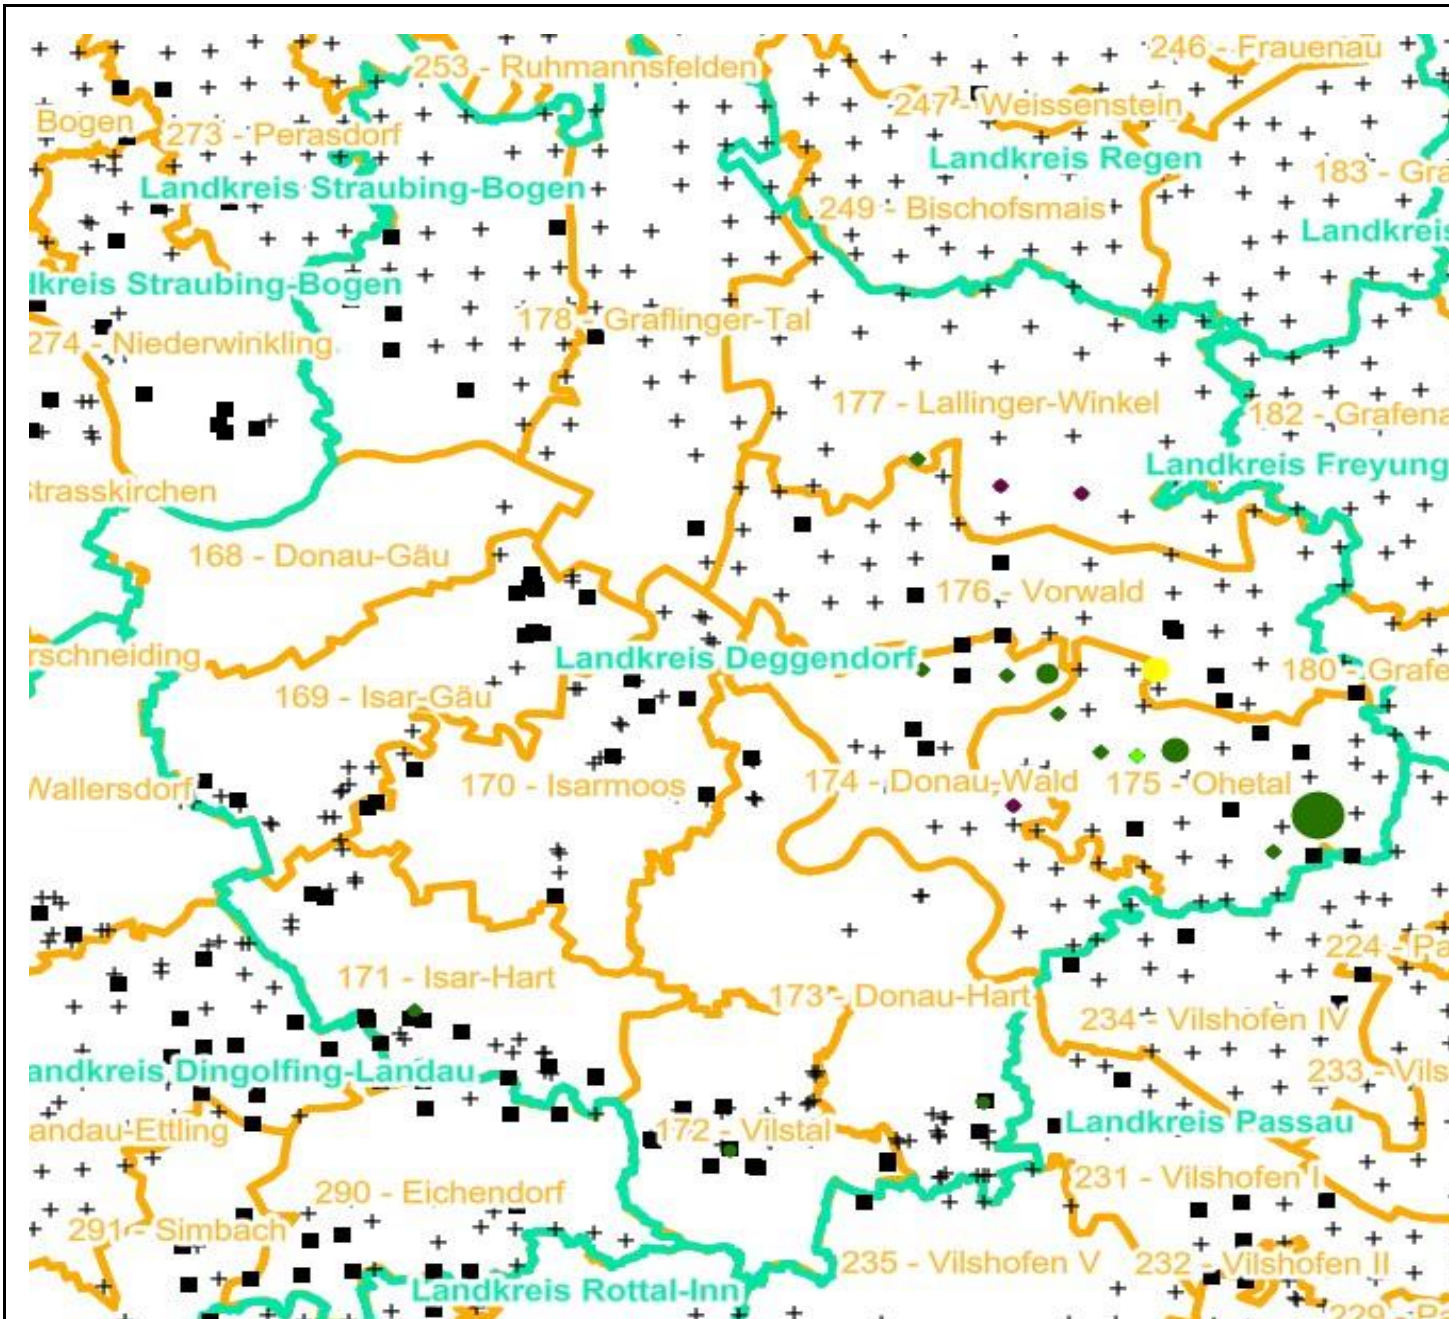 246 - Frauenau
253 - Ruhmannsfelden
247 - Weissenstein
Bogen
273 - Perasdorf
Landkreis Regen
183 - Gra
Landkreis Straubing-Bogen
249 - Bischofsmais
Landkreis
dkreis Straubing-Bogen
178 - Graflinger-Tal
274 - Niederwinkling
177 - Lallinger-Winkel
182 - Grafena
Landkreis Freyung
Strasskirchen
168 - Donau-Gäu
176 - Vorwald
rschneiding
Landkreis Deggendorf
180 - Grafe
169 - Isar-Gäu
Wallersdorf
170 - Isarmoos
174 - Donau-Wald
175 - Ohetal
224 - Pa
171 - Isar-Hart
173 - Donau-Hart
234 - Vilshofen IV
andkreis Dingolfing-Landau
233 - Vils
andau-Ettling
172 - Vilstal
Landkreis Passau
290 - Eichendorf
231 - Vilshofen I
291 - Simbach
235 - Vilshofen V
232 - Vilshofen II
Landkreis Rottal-Inn
229 - Pa